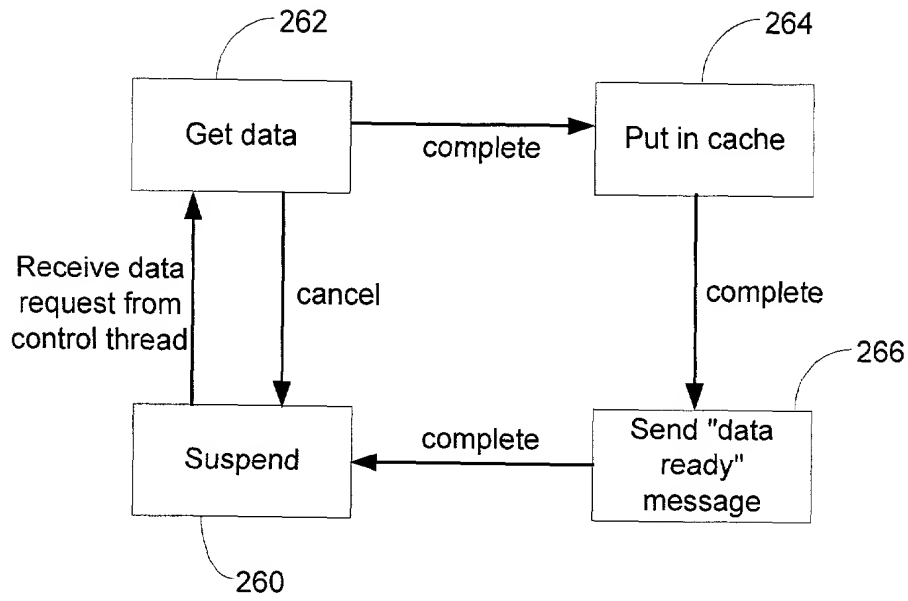 262
264
Get data
complete
Put in cache
Receive data
request from
control thread
cancel
complete
266
Suspend
complete
Send "data
ready"
message
260